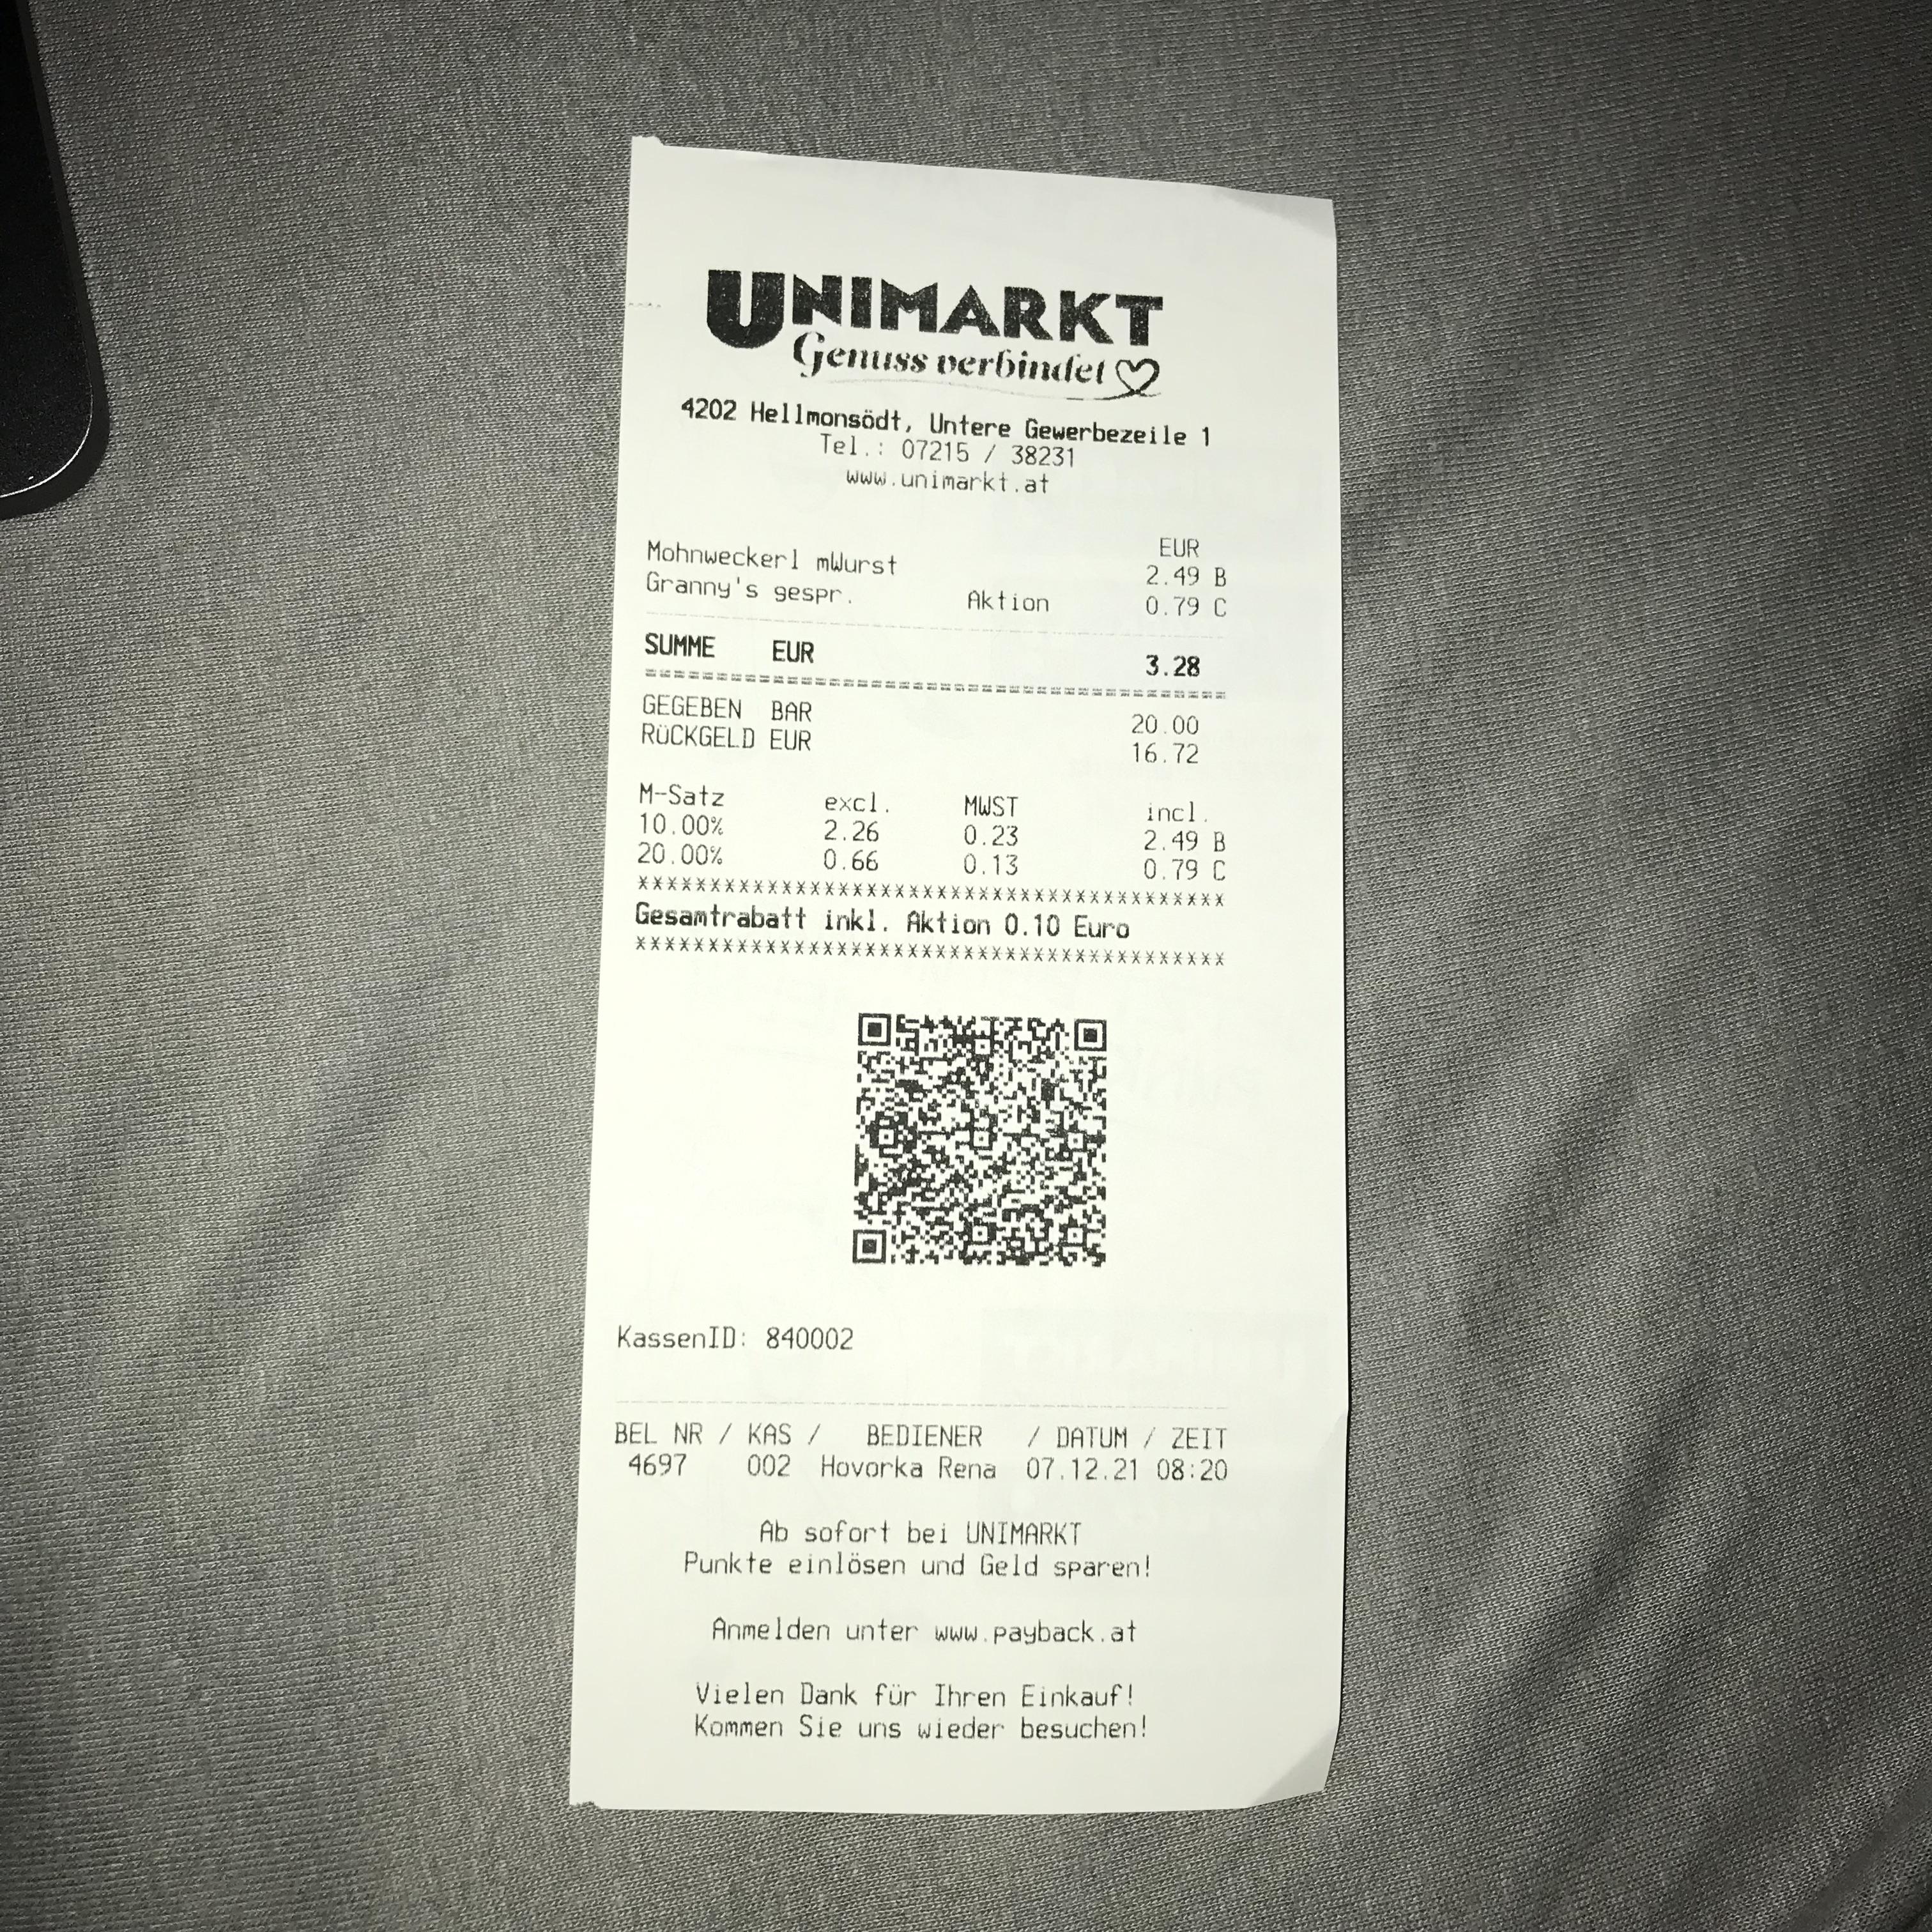 UNIMARKT
Genuss verbindet
4202 Hellmonsödt, Untere Gewerbezeile 1
Tel.: 07215 / 38231
www.unimarkt.at
EUR
Mohnweckerl mWurst 2.49 B
Granny's gespr. Aktion 0.79 C
SUMME EUR 3.28
GEGEBEN BAR 20.00
RüCKGELD EUR 16.72
M-Satz excl. MWST incl.
10.00% 2.26 0.23 2.49 B
20.00% 0.66 0.13 0.79 C
Gesamtrabatt inkl. Aktion 0.10 Euro
KassenID: 840002
BEL NR / KAS / BEDIENER / DATUM / ZEIT
4697 002 Hovorka Rena 07.12.21 08:20
Ab sofort bei UNIMARKT
Punkte einlösen und Geld sparen!
Anmelden unter www.payback.at
Vielen Dank für Ihren Einkauf!
Kommen Sie uns wieder besuchen!